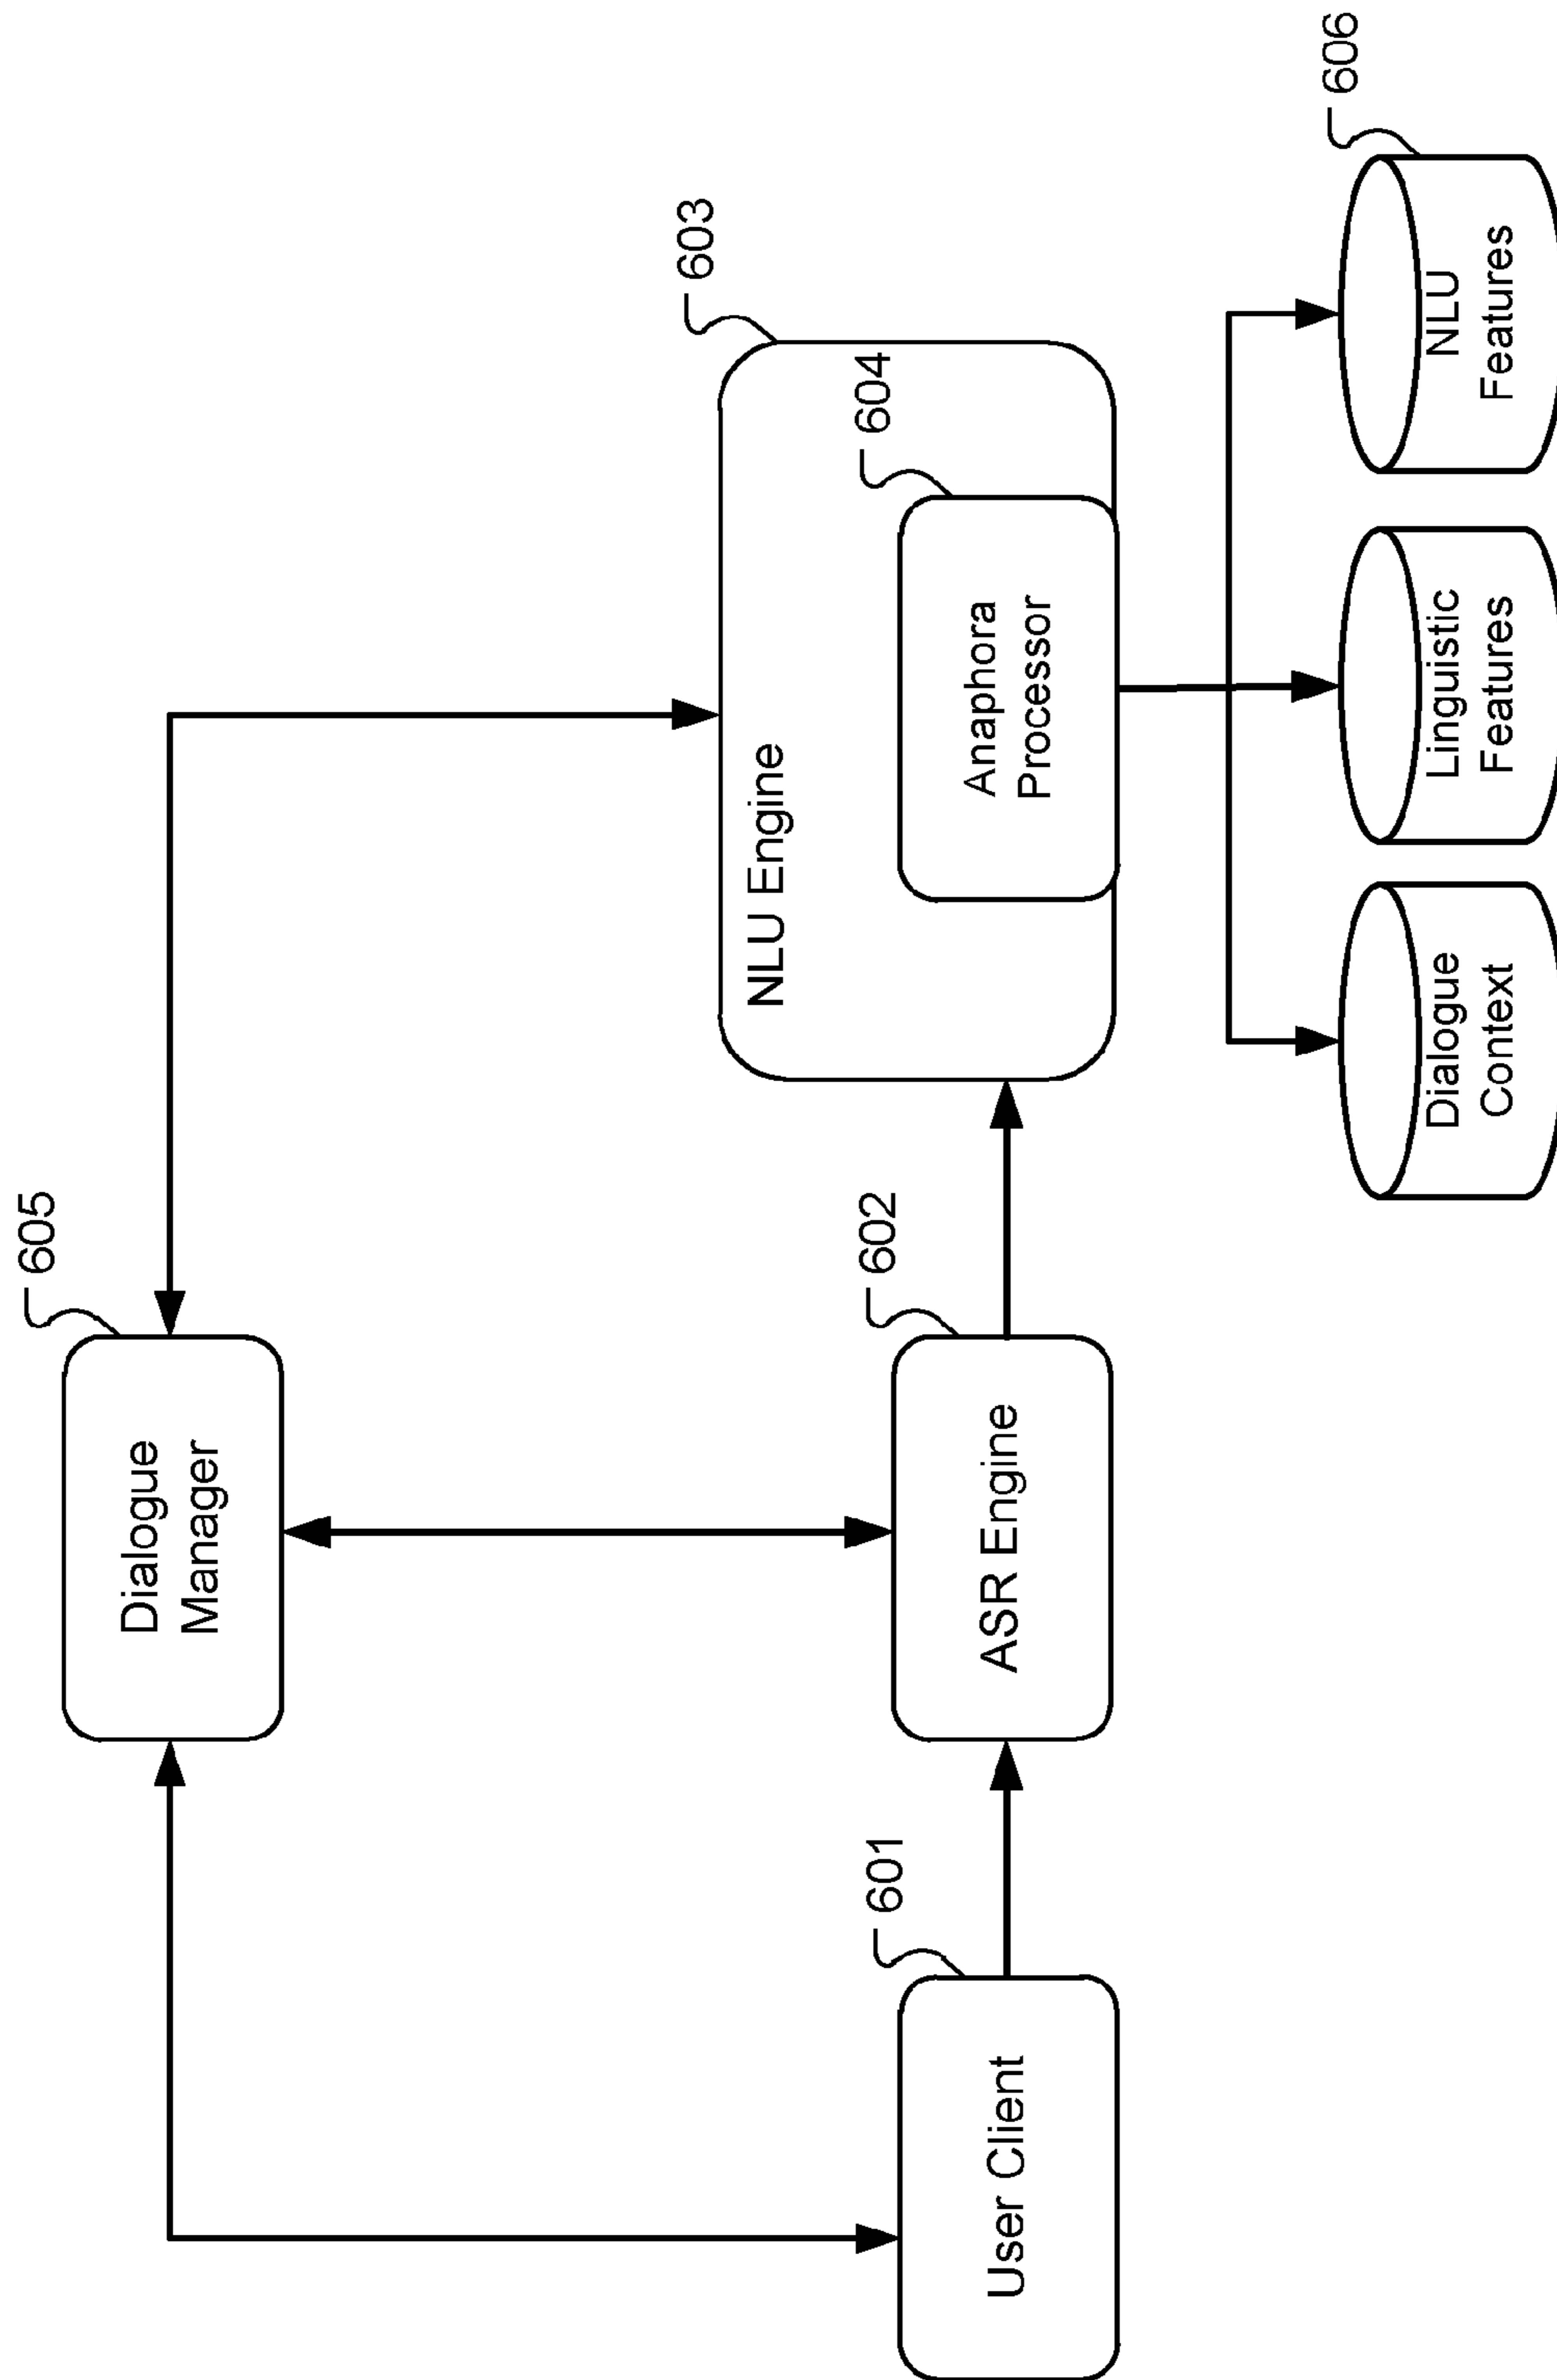 605
Dialogue
Manager
603
NLU Engine
604
Anaphora
Processor
602
ASR Engine
601
User Client
606
Dialogue
Context
Linguistic
Features
NLU
Features